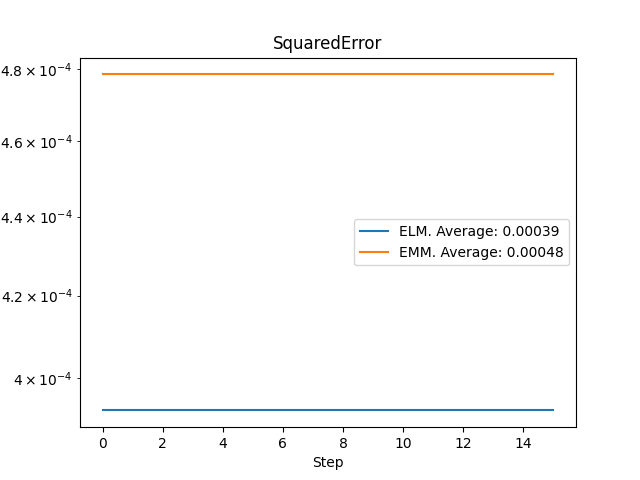 SquaredError
4.8 × 10⁻⁴
4.6 × 10⁻⁴
4.4 × 10⁻⁴
4.2 × 10⁻⁴
4 × 10⁻⁴
ELM. Average: 0.00039
EMM. Average: 0.00048
0 2 4 6 8 10 12 14
Step